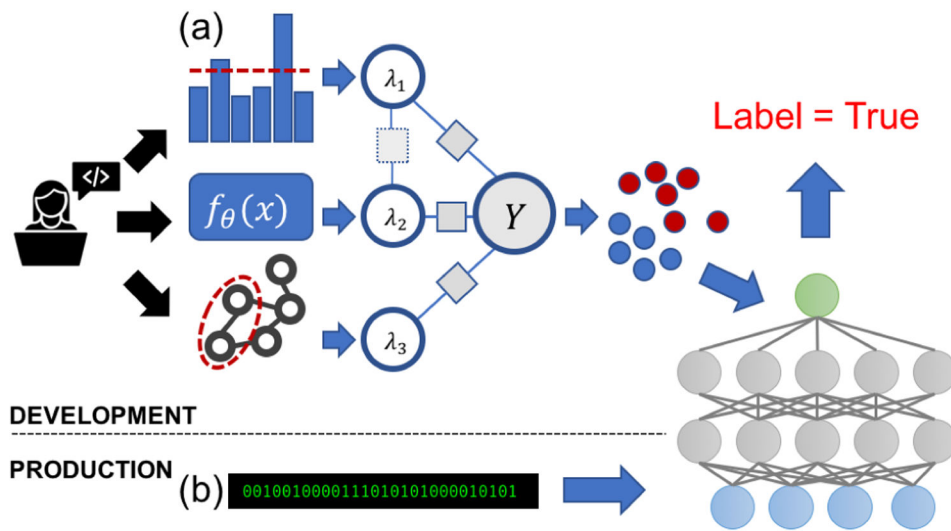 (a)
</>
λ1
Label = True
fθ(x)
λ2
Y
λ3
DEVELOPMENT
PRODUCTION
(b)
0010010000111010101000010101